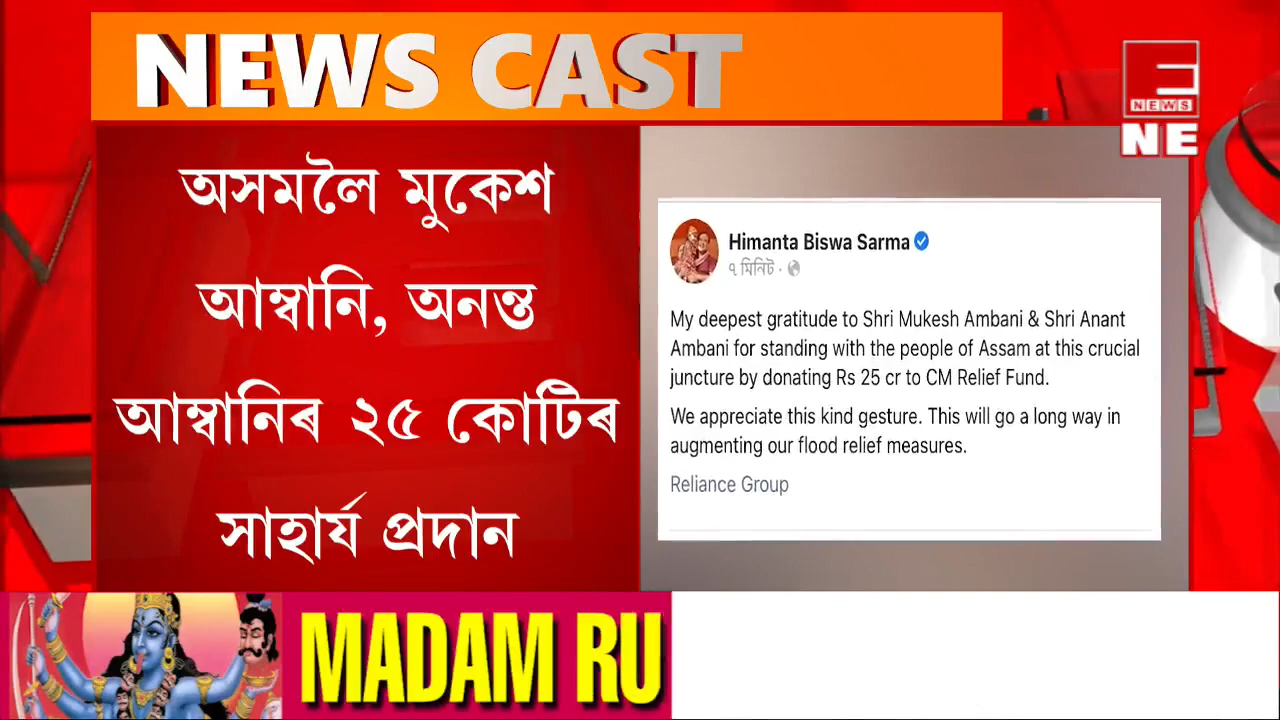 NEWS CAST
E
NEWS
NE
অসমলৈ মুকেশ
আম্বানি, অনন্ত
আম্বানিৰ ২৫ কোটিৰ
সাহাৰ্য প্ৰদান
Himanta Biswa Sarma
৭ মিনিট ·
My deepest gratitude to Shri Mukesh Ambani & Shri Anant
Ambani for standing with the people of Assam at this crucial
juncture by donating Rs 25 cr to CM Relief Fund.
We appreciate this kind gesture. This will go a long way in
augmenting our flood relief measures.
Reliance Group
MADAM RU